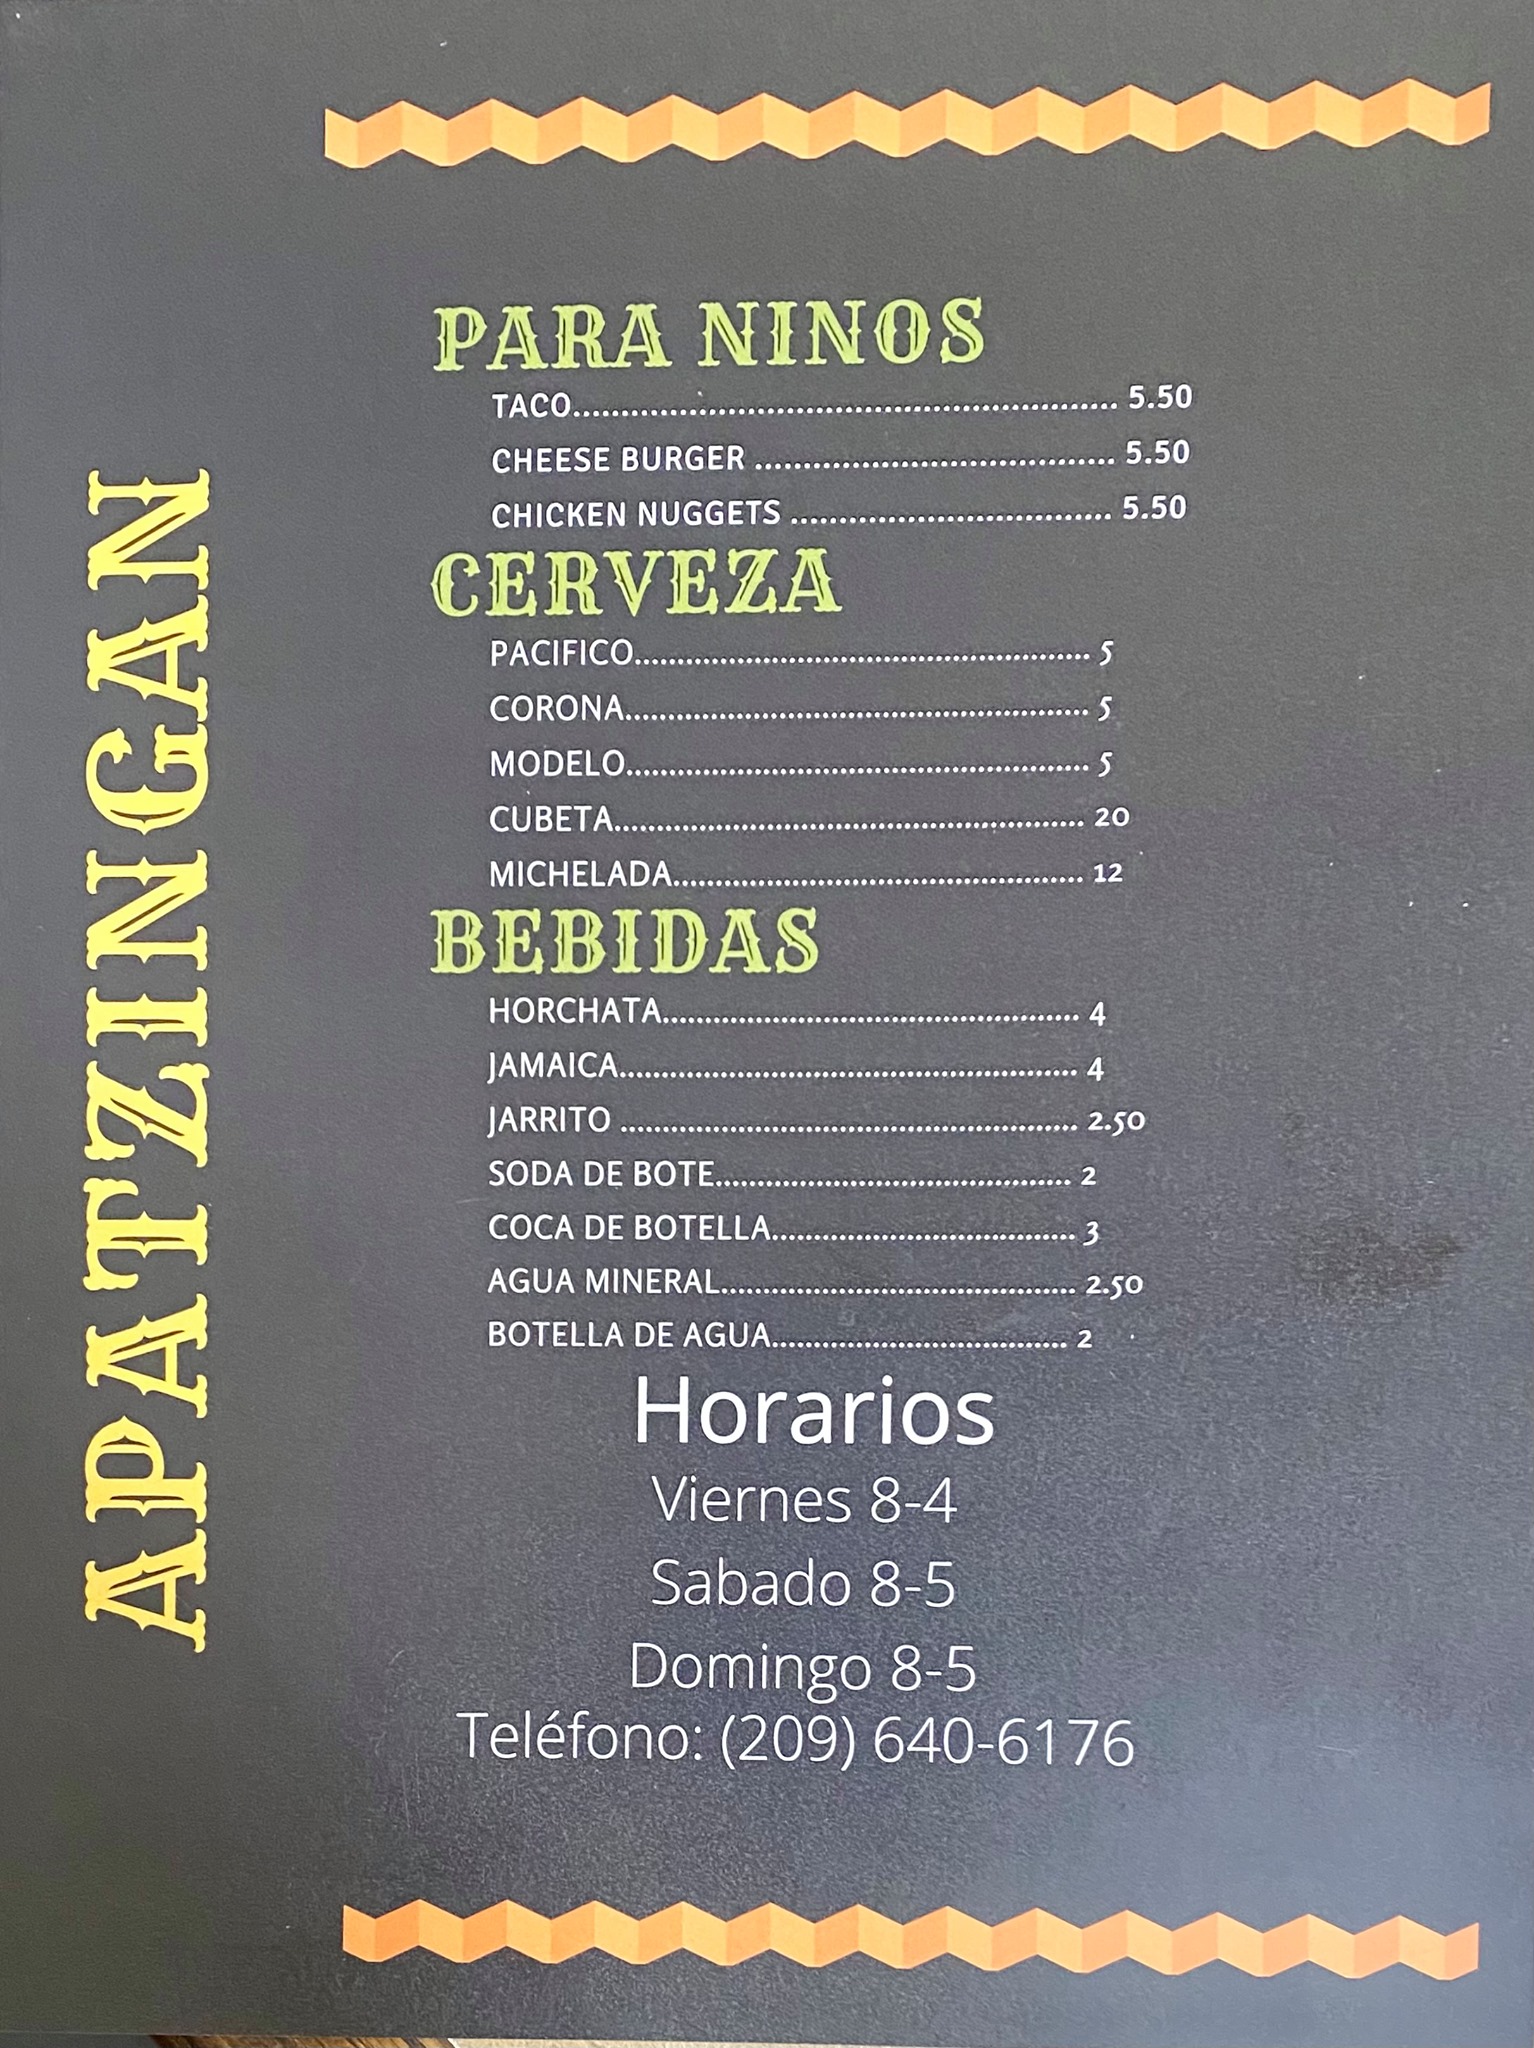 APATZINGAN
PARA NINOS
TACO........................................................ 5.50
CHEESE BURGER ..................................... 5.50
CHICKEN NUGGETS ................................. 5.50
CERVEZA
PACIFICO...................................................... 5
CORONA....................................................... 5
MODELO....................................................... 5
CUBETA........................................................ 20
MICHELADA................................................. 12
BEBIDAS
HORCHATA.................................................. 4
JAMAICA....................................................... 4
JARRITO ....................................................... 2.50
SODA DE BOTE........................................... 2
COCA DE BOTELLA.................................... 3
AGUA MINERAL.......................................... 2.50
BOTELLA DE AGUA................................... 2
Horarios
Viernes 8-4
Sabado 8-5
Domingo 8-5
Teléfono: (209) 640-6176